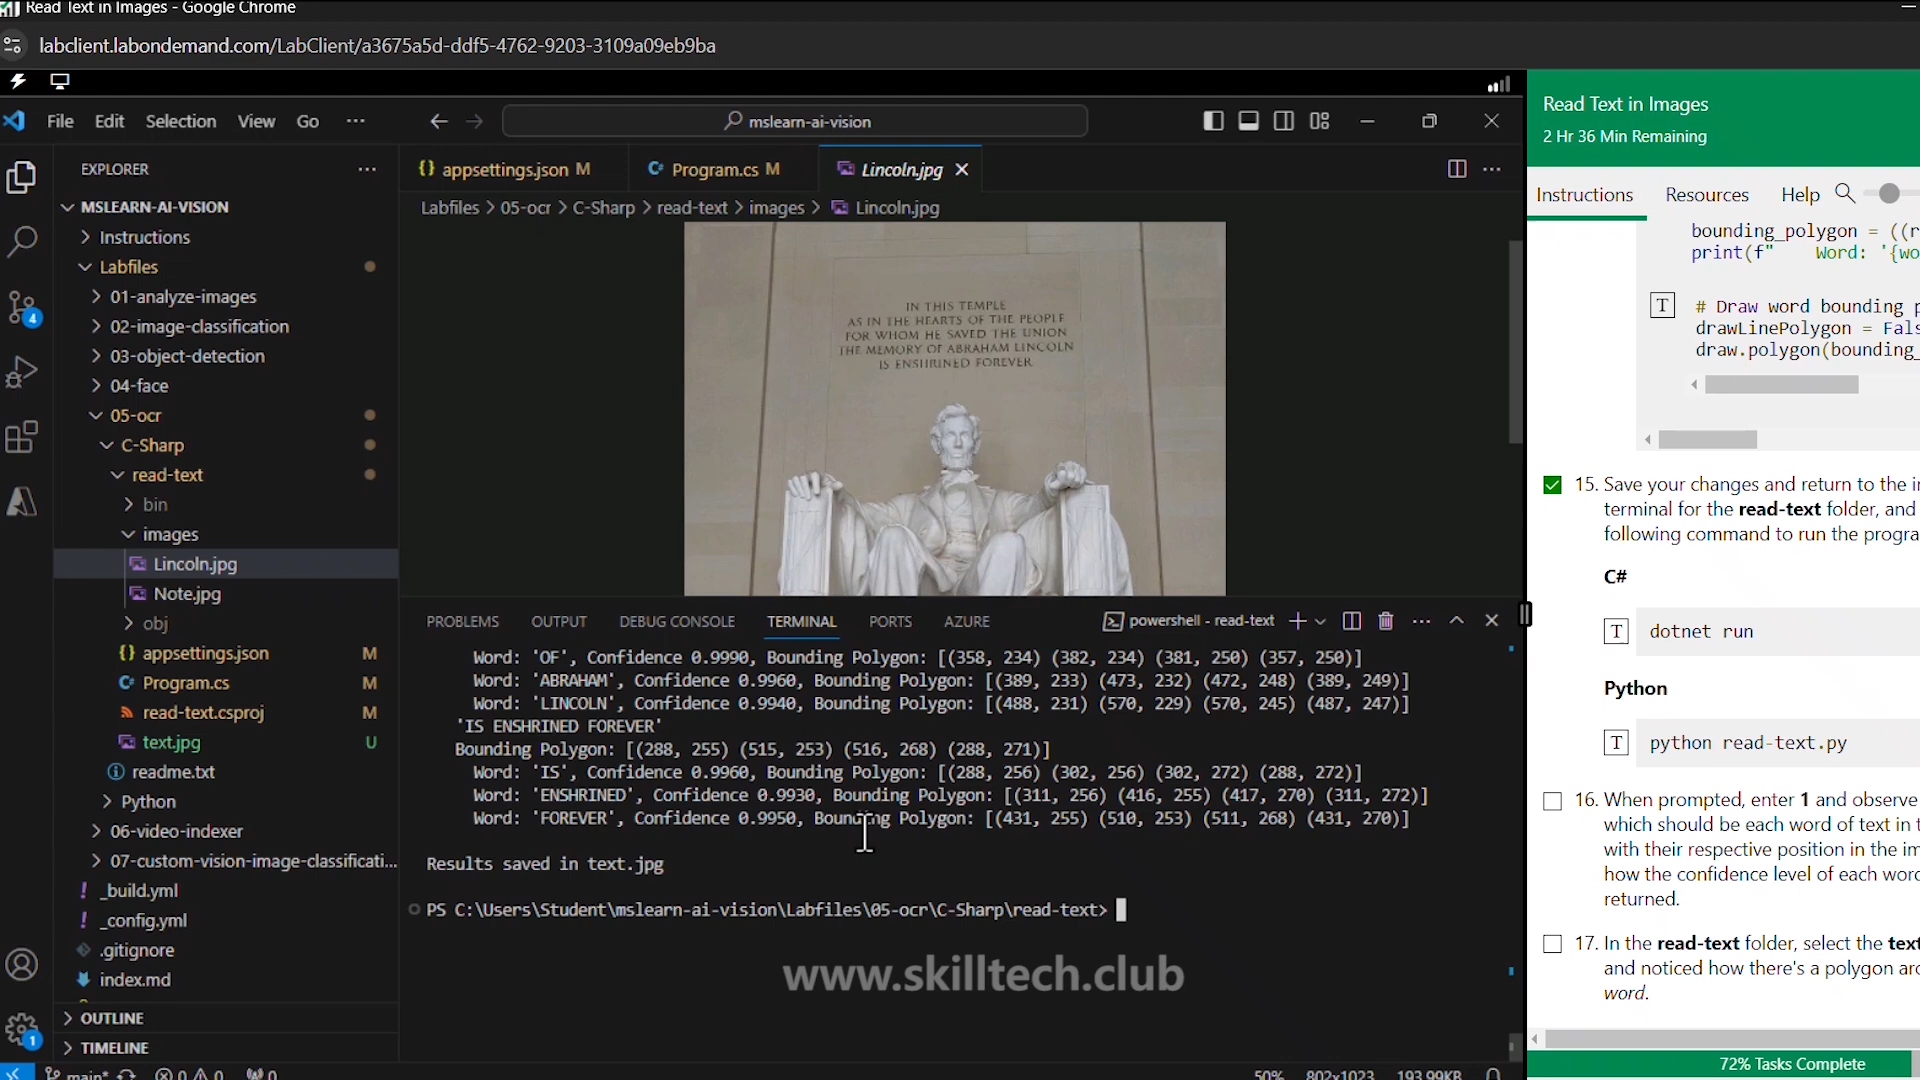 Read Text in Images - Google Chrome
labclient.labondemand.com/LabClient/a3675a5d-ddf5-4762-9203-3109a09eb9ba
File Edit Selection View Go ...
mslearn-ai-vision
EXPLORER
MSLEARN-AI-VISION
Instructions
Labfiles
01-analyze-images
02-image-classification
03-object-detection
04-face
05-ocr
C-Sharp
read-text
bin
images
Lincoln.jpg
Note.jpg
obj
{} appsettings.json M
C# Program.cs M
read-text.csproj M
text.jpg U
readme.txt
Python
06-video-indexer
07-custom-vision-image-classificati...
! _build.yml
! _config.yml
.gitignore
index.md
OUTLINE
TIMELINE
4
1
main*
0 0 0
{} appsettings.json M
C# Program.cs M
Lincoln.jpg
Labfiles > 05-ocr > C-Sharp > read-text > images > Lincoln.jpg
IN THIS TEMPLE
AS IN THE HEARTS OF THE PEOPLE
FOR WHOM HE SAVED THE UNION
THE MEMORY OF ABRAHAM LINCOLN
IS ENSHRINED FOREVER
PROBLEMS OUTPUT DEBUG CONSOLE TERMINAL PORTS AZURE
powershell - read-text
Word: 'OF', Confidence 0.9990, Bounding Polygon: [(358, 234) (382, 234) (381, 250) (357, 250)]
Word: 'ABRAHAM', Confidence 0.9960, Bounding Polygon: [(389, 233) (473, 232) (472, 248) (389, 249)]
Word: 'LINCOLN', Confidence 0.9940, Bounding Polygon: [(488, 231) (570, 229) (570, 245) (487, 247)]
'IS ENSHRINED FOREVER'
Bounding Polygon: [(288, 255) (515, 253) (516, 268) (288, 271)]
Word: 'IS', Confidence 0.9960, Bounding Polygon: [(288, 256) (302, 256) (302, 272) (288, 272)]
Word: 'ENSHRINED', Confidence 0.9930, Bounding Polygon: [(311, 256) (416, 255) (417, 270) (311, 272)]
Word: 'FOREVER', Confidence 0.9950, Bounding Polygon: [(431, 255) (510, 253) (511, 268) (431, 270)]
Results saved in text.jpg
PS C:\Users\Student\mslearn-ai-vision\Labfiles\05-ocr\C-Sharp\read-text>
www.skilltech.club
50% 802x1023 193.99KB
Read Text in Images
2 Hr 36 Min Remaining
Instructions Resources Help
bounding_polygon = ((r
print(f" Word: '{wo
T
# Draw word bounding p
drawLinePolygon = Fals
draw.polygon(bounding_
15. Save your changes and return to the in
terminal for the read-text folder, and
following command to run the progra
C#
T dotnet run
Python
T python read-text.py
16. When prompted, enter 1 and observe
which should be each word of text in t
with their respective position in the im
how the confidence level of each word
returned.
17. In the read-text folder, select the text
and noticed how there's a polygon aro
word.
72% Tasks Complete